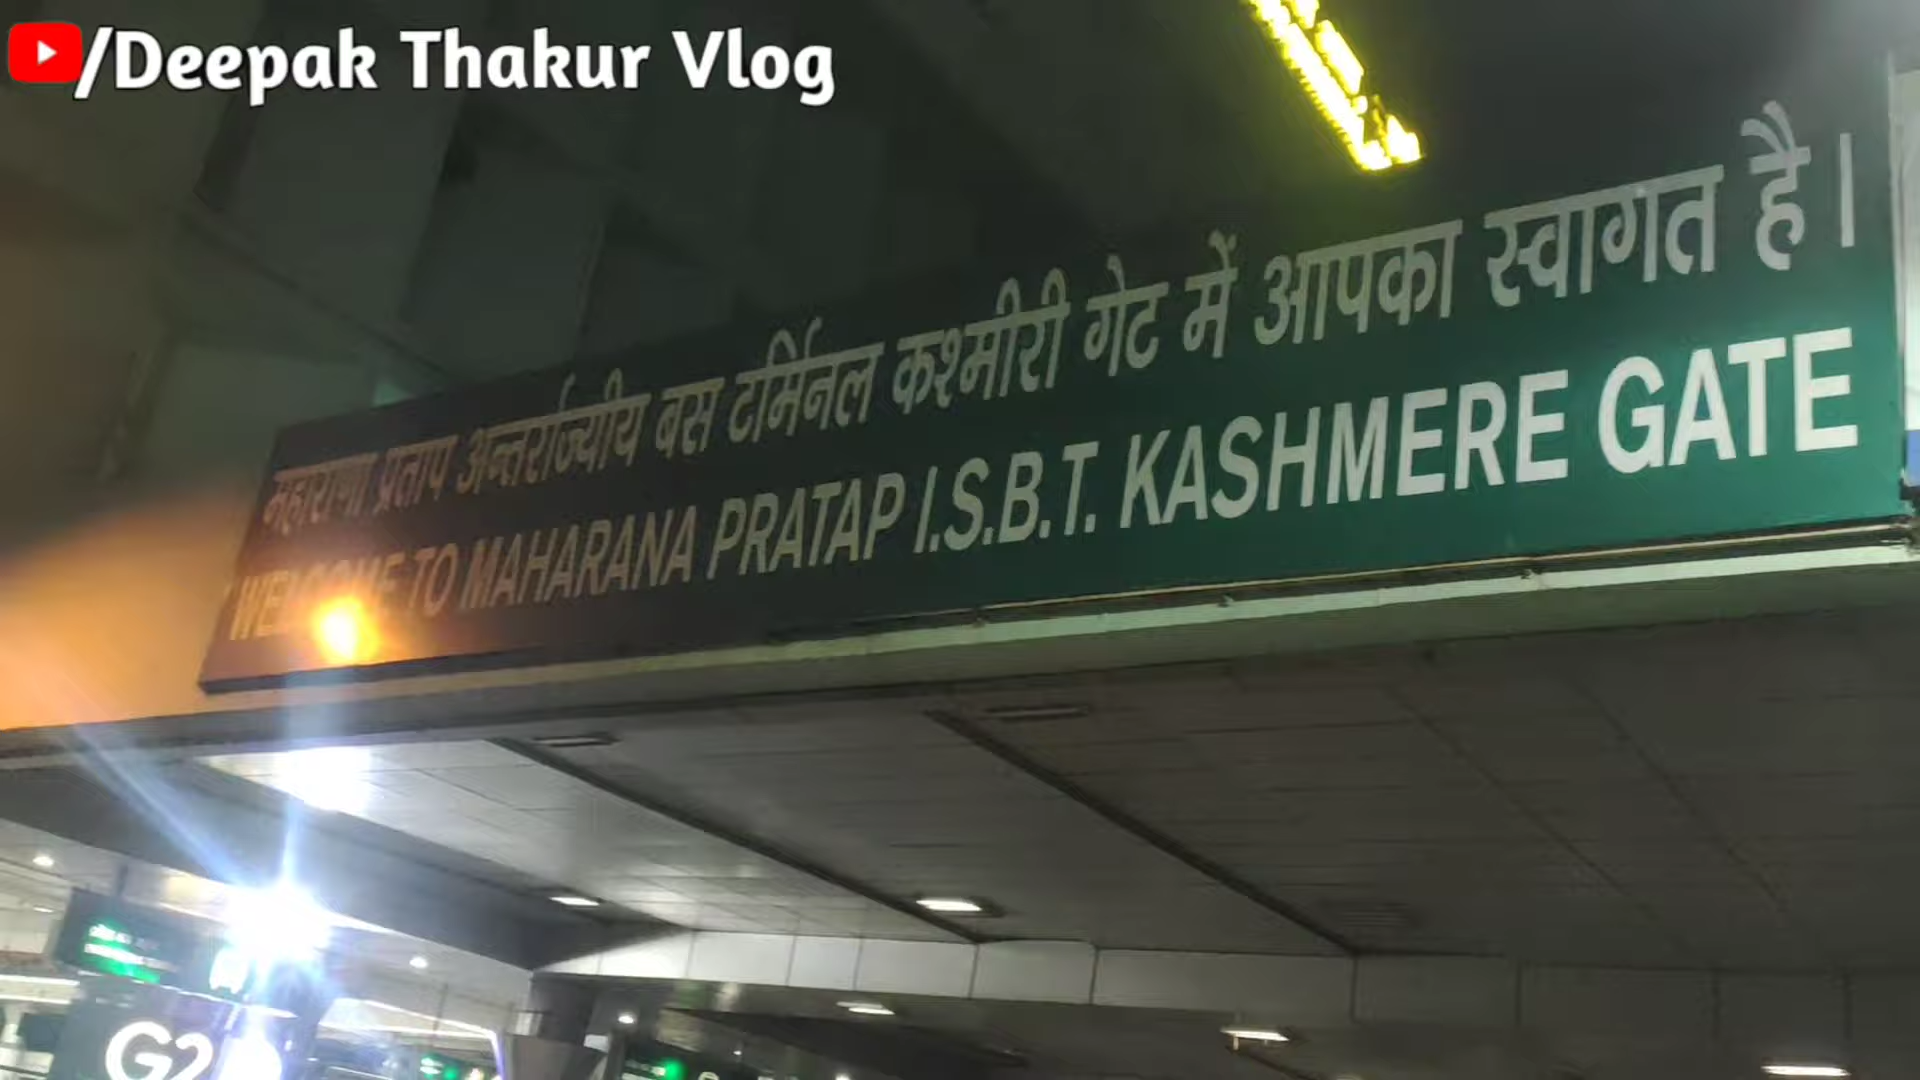 /Deepak Thakur Vlog
महाराणा प्रताप अन्तर्राज्यीय बस टर्मिनल कश्मीरी गेट में आपका स्वागत है।
WELCOME TO MAHARANA PRATAP I.S.B.T. KASHMERE GATE
G2